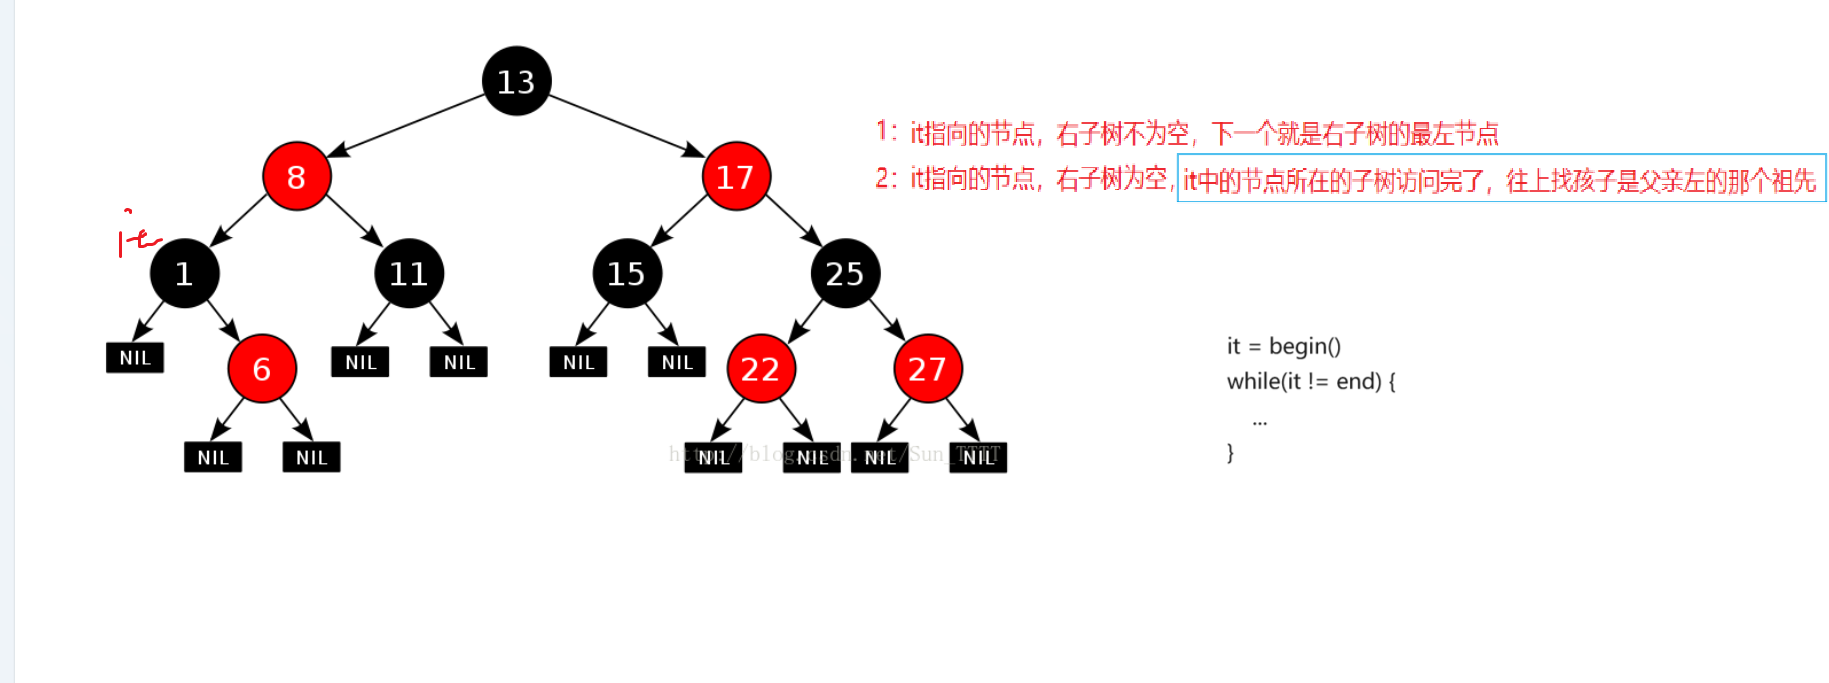 13
8
17
1：it指向的节点，右子树不为空，下一个就是右子树的最左节点
2：it指向的节点，右子树为空，it中的节点所在的子树访问完了，往上找孩子是父亲左的那个祖先
it
1
11
15
25
NIL
6
NIL
NIL
NIL
NIL
22
27
NIL
NIL
NIL
NIL
NIL
NIL
http://blog.csdn.net/Sun_TTTT
it = begin()
while(it != end) {
...
}